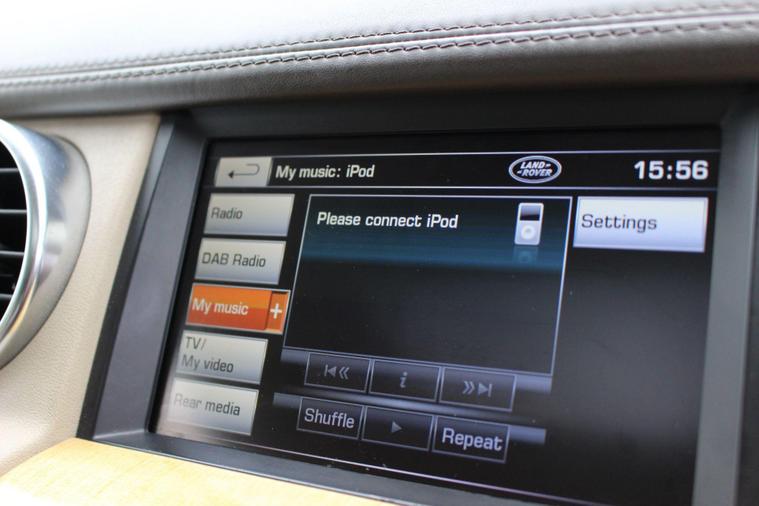 My music: iPod
LAND
ROVER
15:56
Radio
Please connect iPod
Settings
DAB Radio
My music +
TV/
My video
Rear media
i
Shuffle
Repeat